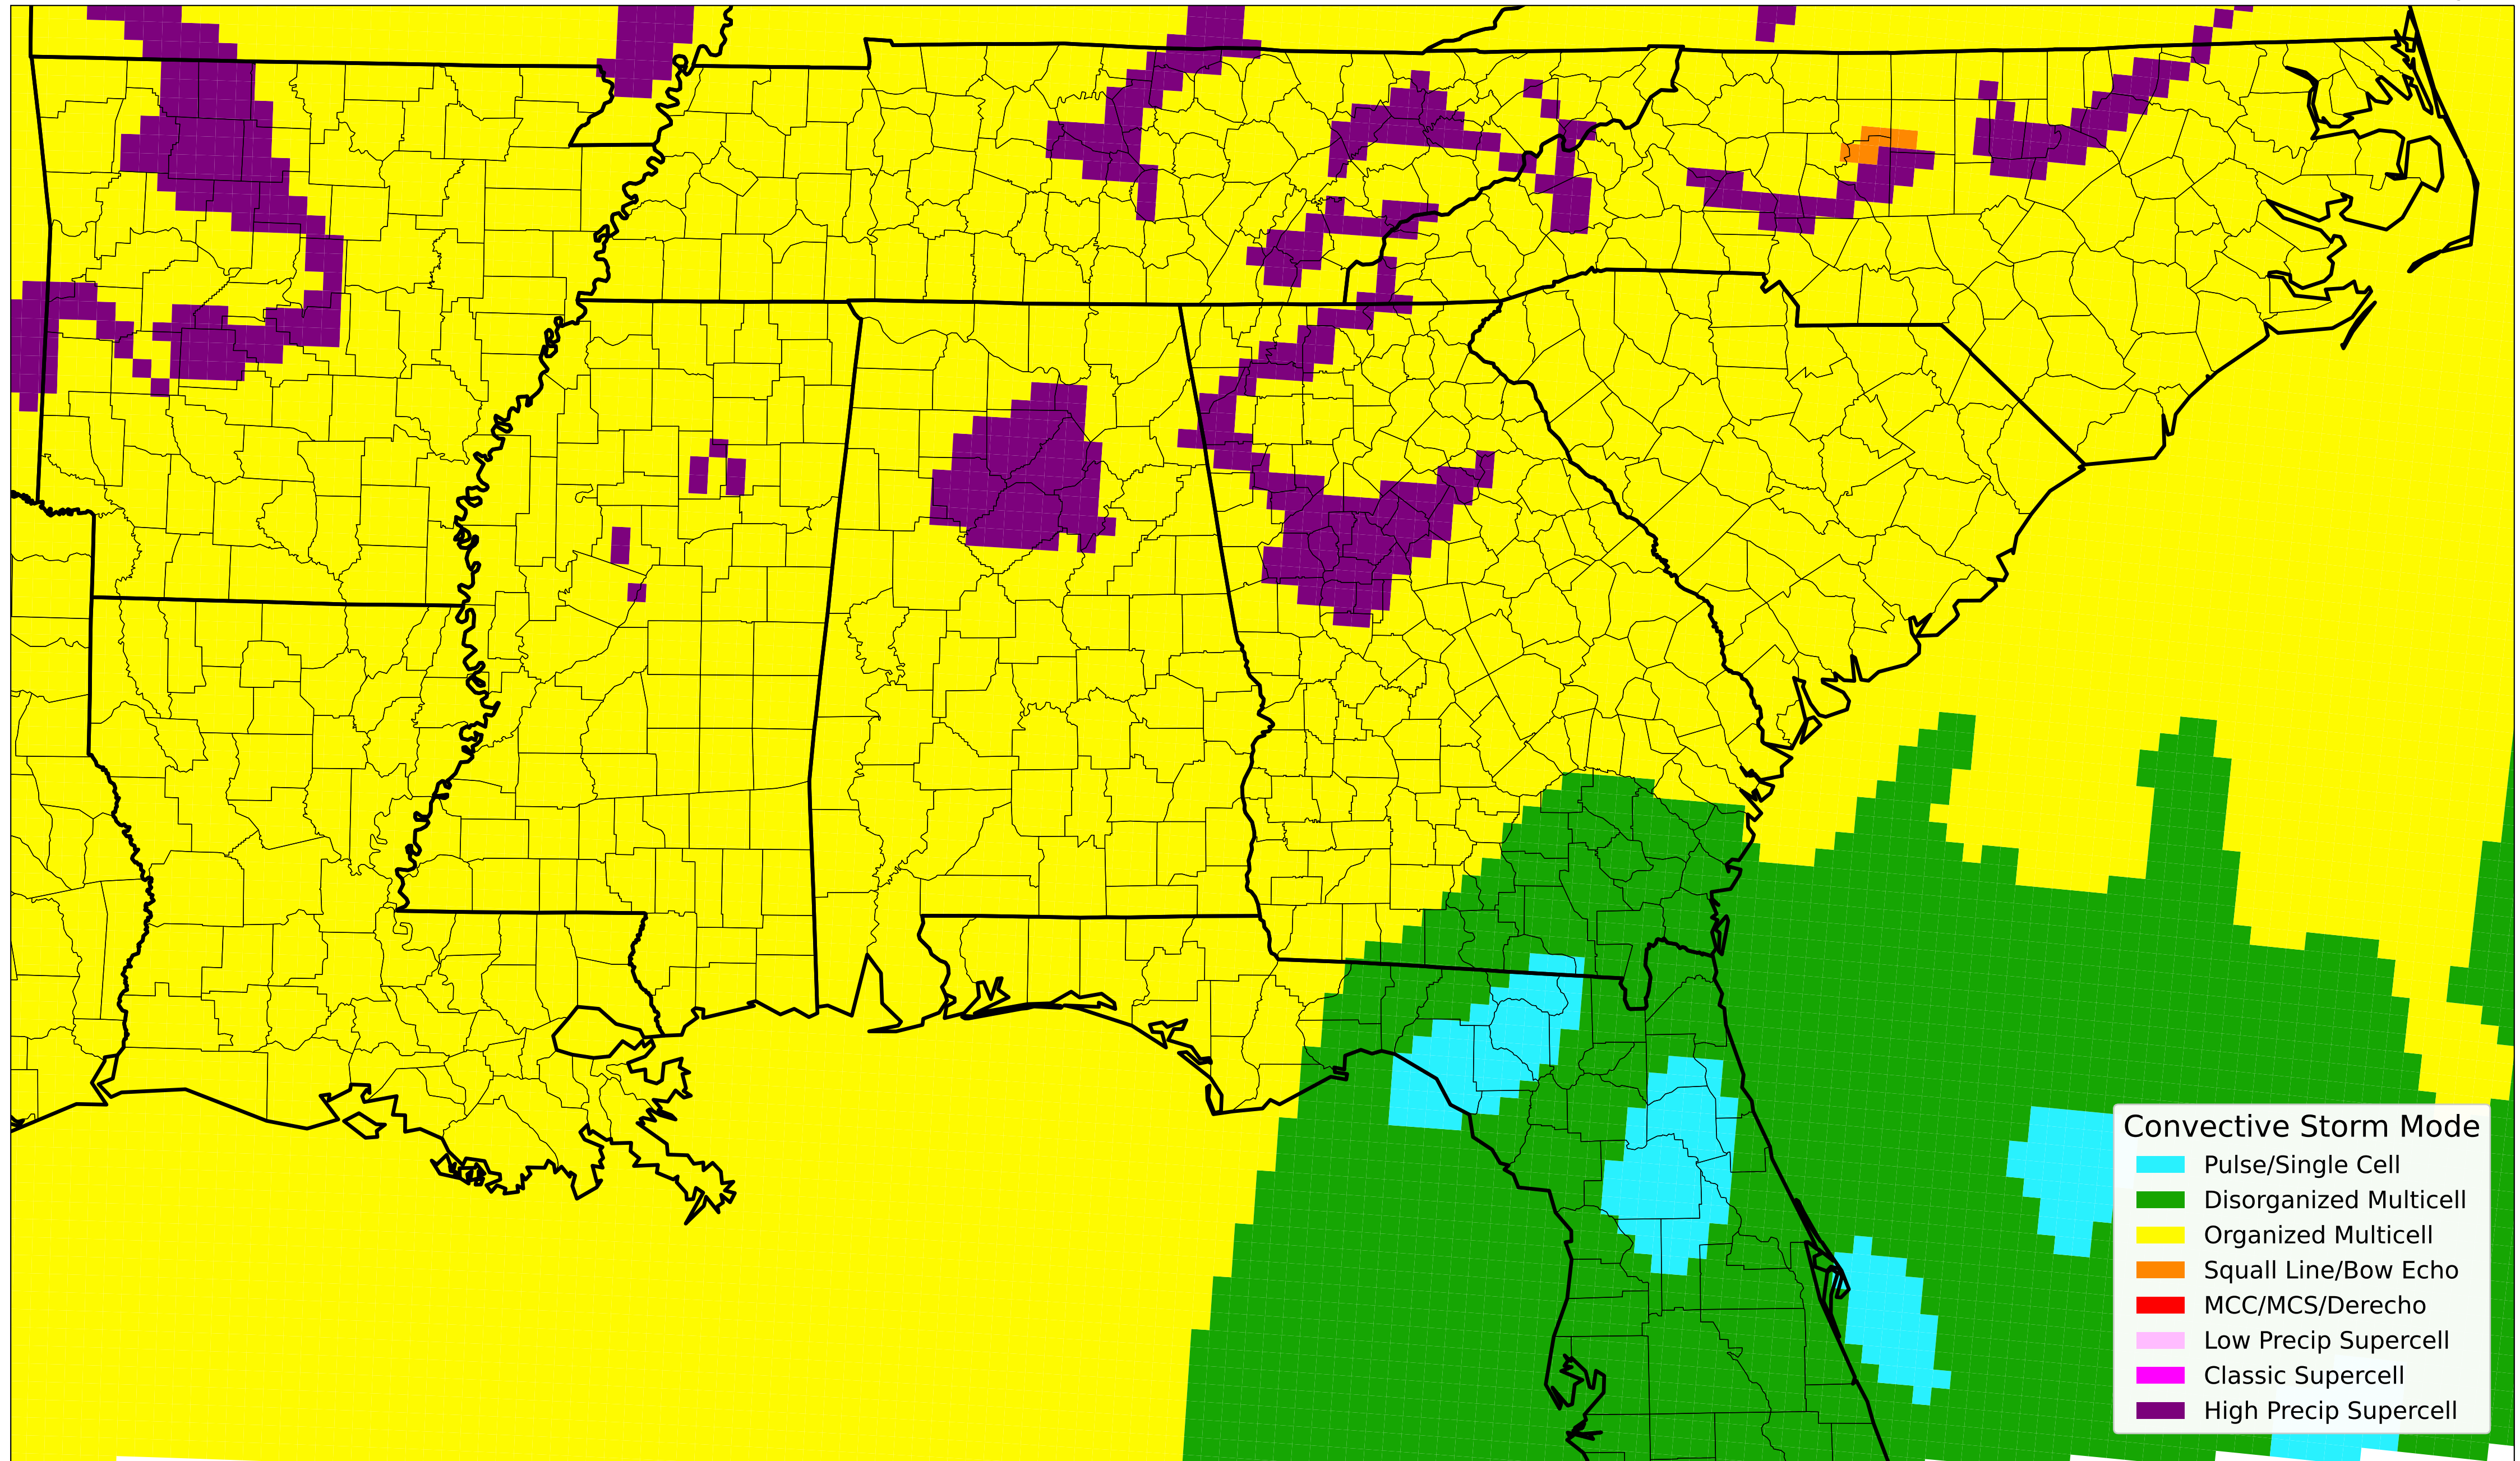 Convective Storm Mode
Pulse/Single Cell
Disorganized Multicell
Organized Multicell
Squall Line/Bow Echo
MCC/MCS/Derecho
Low Precip Supercell
Classic Supercell
High Precip Supercell